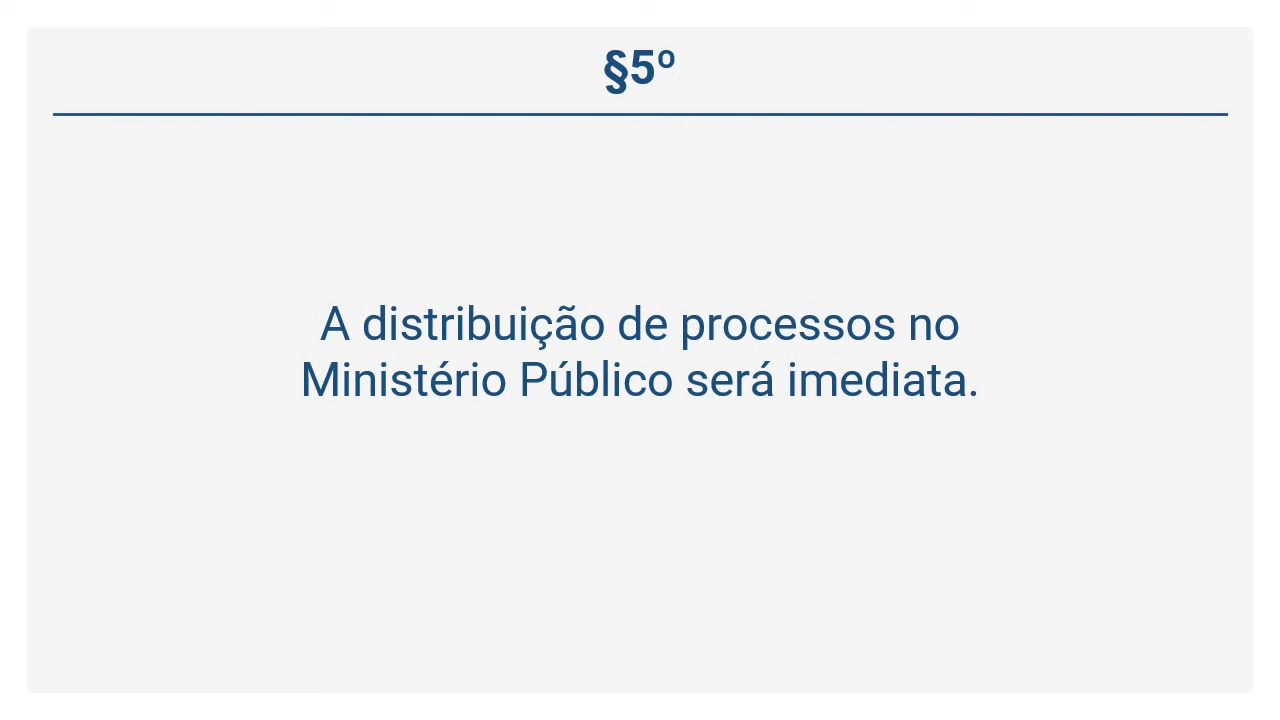 §5º
A distribuição de processos no
Ministério Público será imediata.